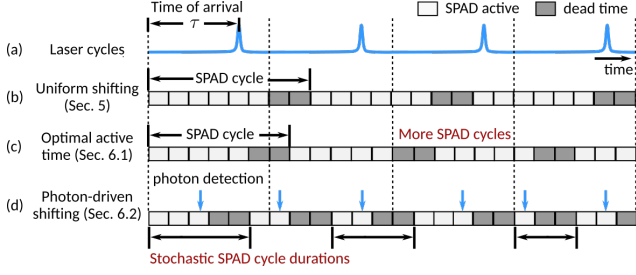 Time of arrival
SPAD active
dead time
τ
(a)
Laser cycles
time
(b)
Uniform shifting
(Sec. 5)
SPAD cycle
(c)
Optimal active
time (Sec. 6.1)
SPAD cycle
More SPAD cycles
photon detection
(d)
Photon-driven
shifting (Sec. 6.2)
Stochastic SPAD cycle durations